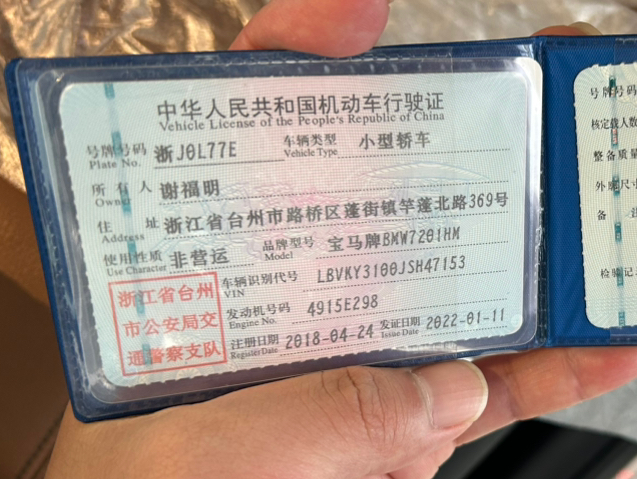 中华人民共和国机动车行驶证
Vehicle License of the People's Republic of China
号牌号码 浙J0L77E 车辆类型 小型轿车
Plate No. Vehicle Type
所有人 谢福明
Owner
住址 浙江省台州市路桥区蓬街镇竿蓬北路369号
Address
使用性质 非营运 品牌型号 宝马牌BMW7201HM
Use Character Model
车辆识别代号 LBVKY3100JSH47153
VIN
发动机号码 4915E298
Engine No.
注册日期 2018-04-24 发证日期 2022-01-11
Register Date Issue Date
浙江省台州
市公安局交
通警察支队
号牌号码
核定载人数
整备质量
外廓尺寸
备
检验记